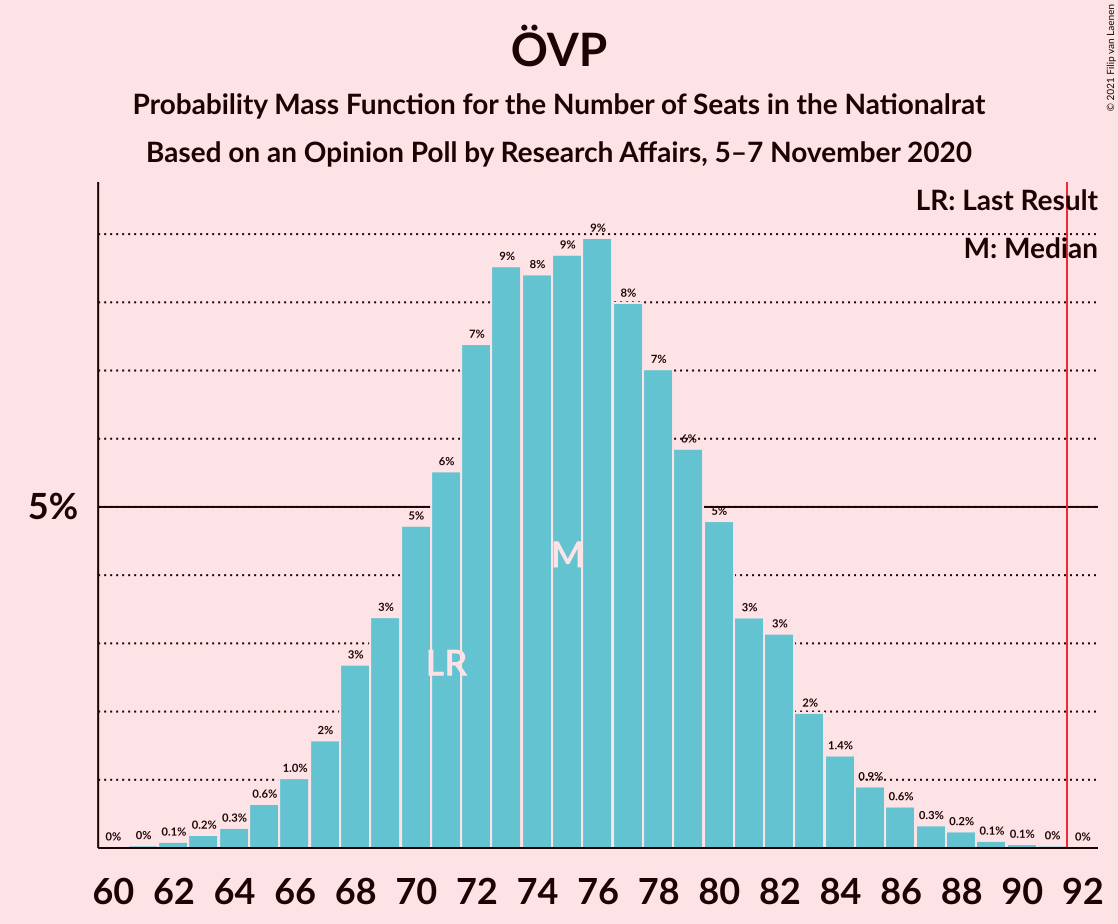 ÖVP
Probability Mass Function for the Number of Seats in the Nationalrat
Based on an Opinion Poll by Research Affairs, 5–7 November 2020
© 2021 Filip van Laenen
LR: Last Result
M: Median
5%
0% 0% 0.1% 0.2% 0.3% 0.6% 1.0% 2% 3% 3% 5% 6% 7% 9% 8% 9% 9% 8% 7% 6% 5% 3% 3% 2% 1.4% 0.9% 0.6% 0.3% 0.2% 0.1% 0.1% 0% 0%
M
LR
60 62 64 66 68 70 72 74 76 78 80 82 84 86 88 90 92